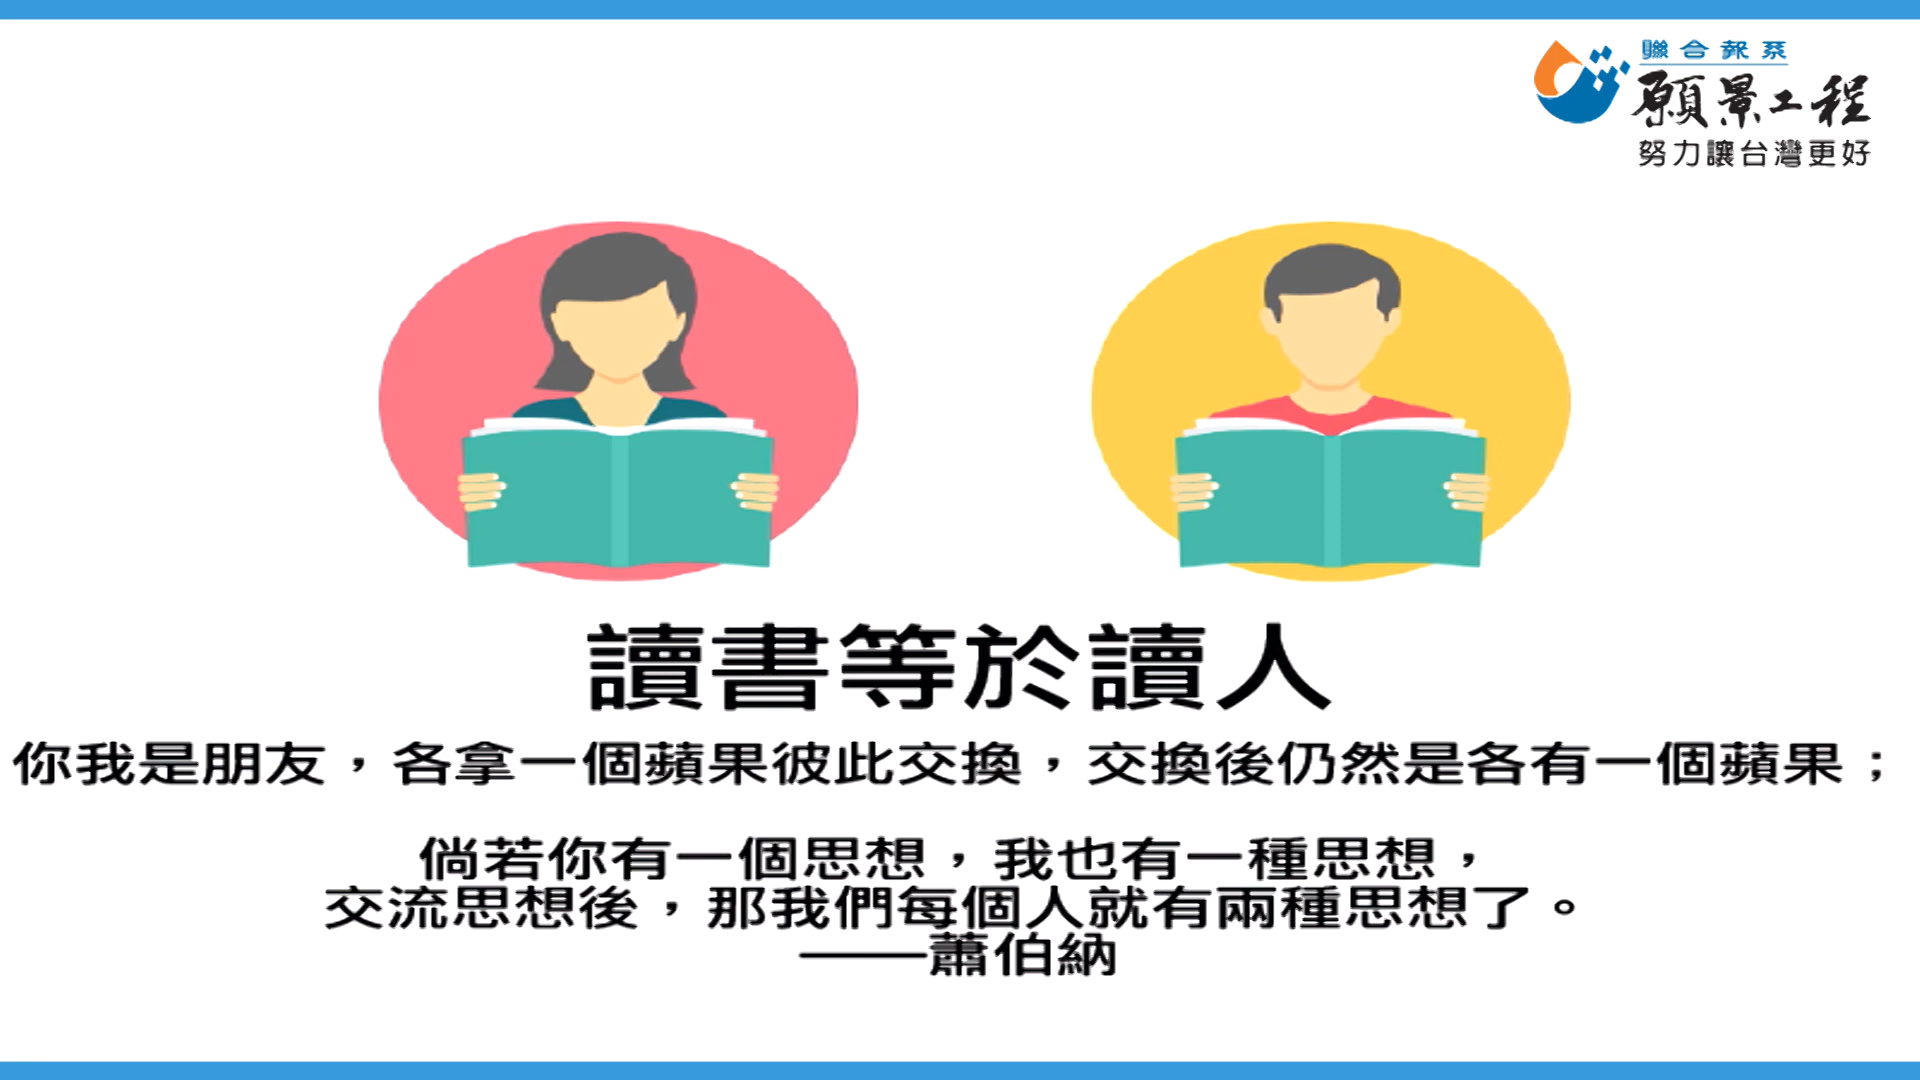 聯合報系
願景工程
努力讓台灣更好
讀書等於讀人
你我是朋友，各拿一個蘋果彼此交換，交換後仍然是各有一個蘋果；
倘若你有一個思想，我也有一種思想，
交流思想後，那我們每個人就有兩種思想了。
——蕭伯納